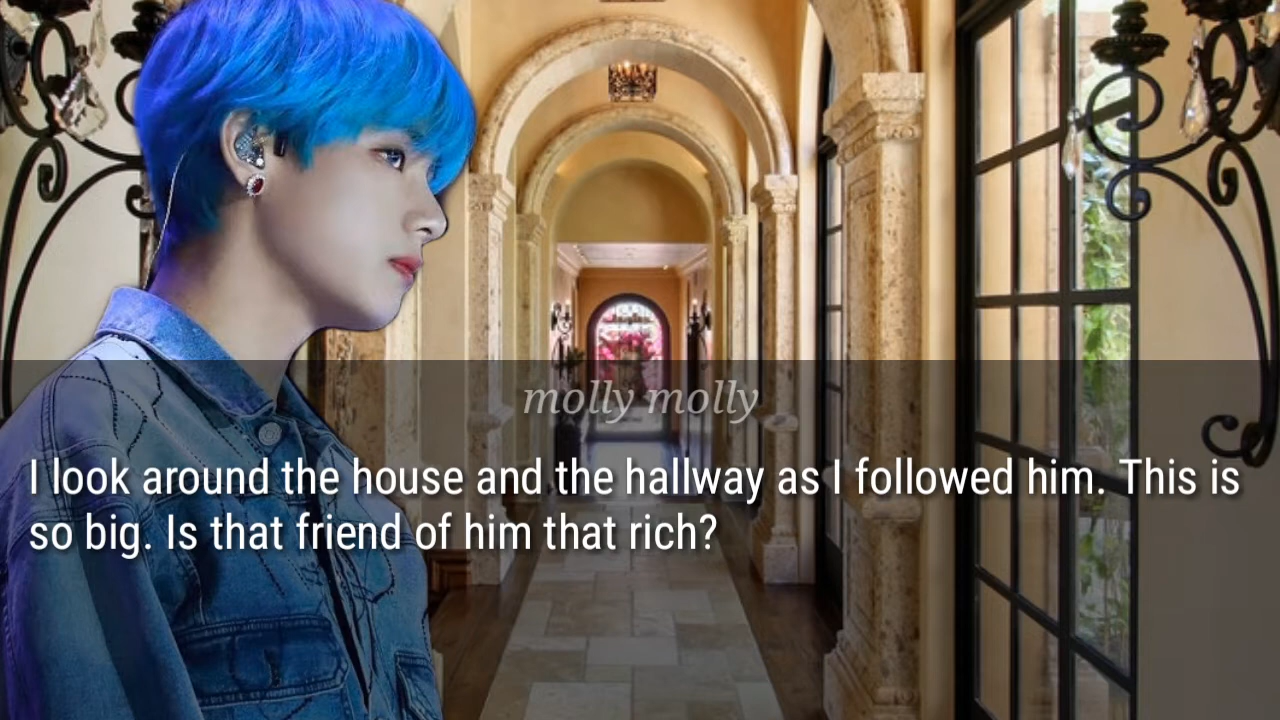 molly molly
I look around the house and the hallway as I followed him. This is
so big. Is that friend of him that rich?